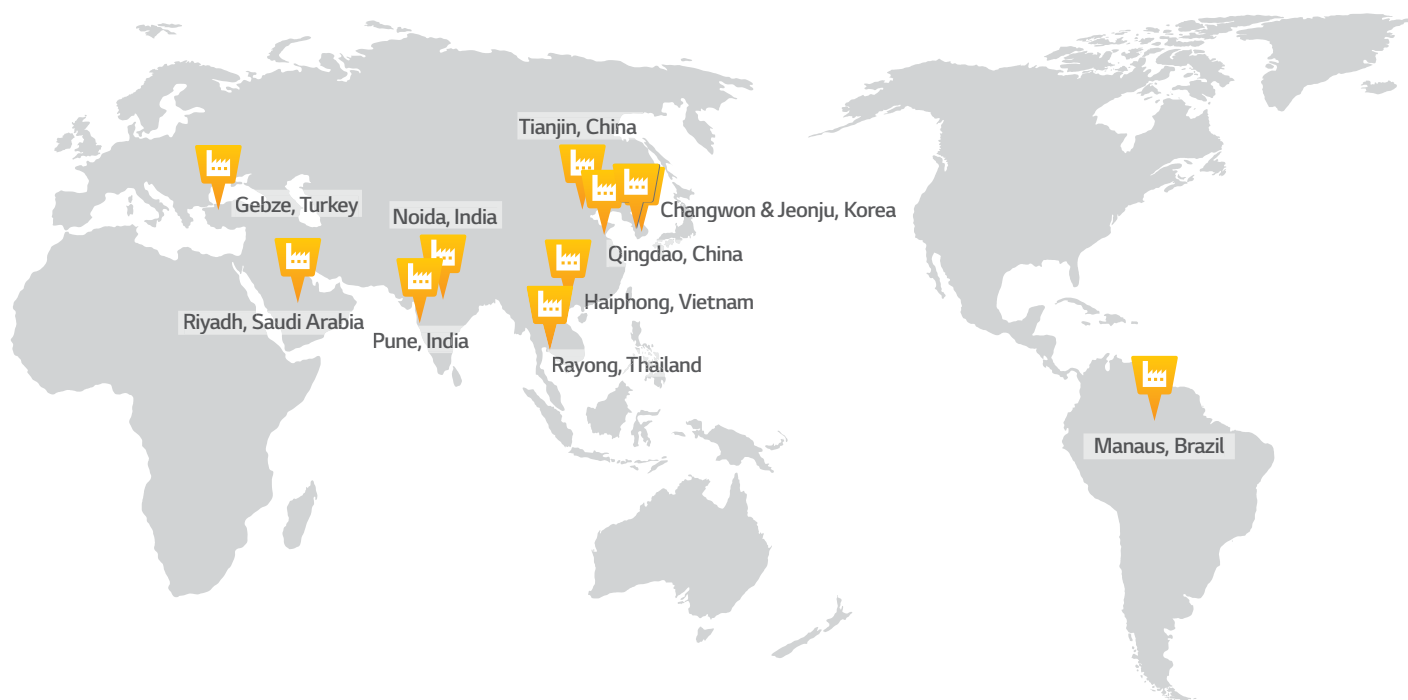 Tianjin, China
Gebze, Turkey
Noida, India
Changwon & Jeonju, Korea
Qingdao, China
Haiphong, Vietnam
Riyadh, Saudi Arabia
Pune, India
Rayong, Thailand
Manaus, Brazil